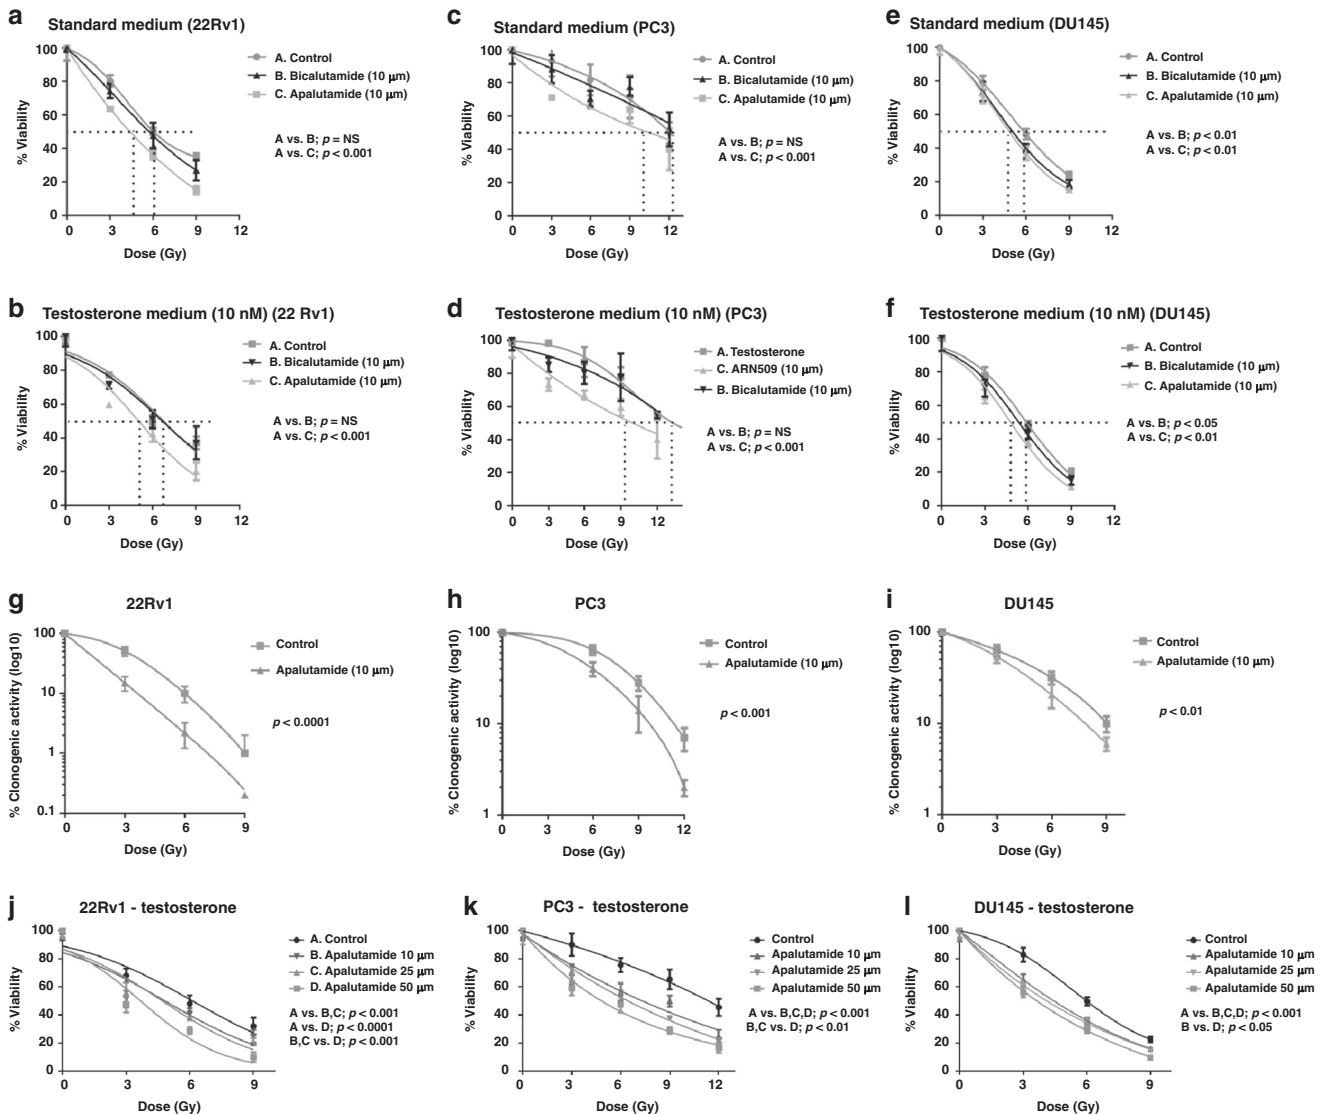 a
Standard medium (22Rv1)
100
80
60
40
20
0
% Viability
0 3 6 9 12
Dose (Gy)
A. Control
B. Bicalutamide (10 µm)
C. Apalutamide (10 µm)
A vs. B; p = NS
A vs. C; p < 0.001
c
Standard medium (PC3)
100
80
60
40
20
0
% Viability
0 3 6 9 12
Dose (Gy)
A. Control
B. Bicalutamide (10 µm)
C. Apalutamide (10 µm)
A vs. B; p = NS
A vs. C; p < 0.001
e
Standard medium (DU145)
100
80
60
40
20
0
% Viability
0 3 6 9 12
Dose (Gy)
A. Control
B. Bicalutamide (10 µm)
C. Apalutamide (10 µm)
A vs. B; p < 0.01
A vs. C; p < 0.01
b
Testosterone medium (10 nM) (22 Rv1)
100
80
60
40
20
0
% Viability
0 3 6 9 12
Dose (Gy)
A. Control
B. Bicalutamide (10 µm)
C. Apalutamide (10 µm)
A vs. B; p = NS
A vs. C; p < 0.001
d
Testosterone medium (10 nM) (PC3)
100
80
60
40
20
0
% Viability
0 3 6 9 12
Dose (Gy)
A. Testosterone
C. ARN509 (10 µm)
B. Bicalutamide (10 µm)
A vs. B; p = NS
A vs. C; p < 0.001
f
Testosterone medium (10 nM) (DU145)
100
80
60
40
20
0
% Viability
0 3 6 9 12
Dose (Gy)
A. Control
B. Bicalutamide (10 µm)
C. Apalutamide (10 µm)
A vs. B; p < 0.05
A vs. C; p < 0.01
g
22Rv1
100
10
1
0.1
% Clonogenic activity (log10)
0 3 6 9
Dose (Gy)
Control
Apalutamide (10 µm)
p < 0.0001
h
PC3
100
10
1
% Clonogenic activity (log10)
0 6 9 12
Dose (Gy)
Control
Apalutamide (10 µm)
p < 0.001
i
DU145
100
10
1
% Clonogenic activity (log10)
0 3 6 9
Dose (Gy)
Control
Apalutamide (10 µm)
p < 0.01
j
22Rv1 - testosterone
100
80
60
40
20
0
% Viability
0 3 6 9
Dose (Gy)
A. Control
B. Apalutamide 10 µm
C. Apalutamide 25 µm
D. Apalutamide 50 µm
A vs. B,C; p < 0.001
A vs. D; p < 0.0001
B,C vs. D; p < 0.001
k
PC3 - testosterone
100
80
60
40
20
0
% Viability
0 3 6 9 12
Dose (Gy)
Control
Apalutamide 10 µm
Apalutamide 25 µm
Apalutamide 50 µm
A vs. B,C,D; p < 0.001
B,C vs. D; p < 0.01
l
DU145 - testosterone
100
80
60
40
20
0
% Viability
0 3 6 9
Dose (Gy)
Control
Apalutamide 10 µm
Apalutamide 25 µm
Apalutamide 50 µm
A vs. B,C,D; p < 0.001
B vs. D; p < 0.05